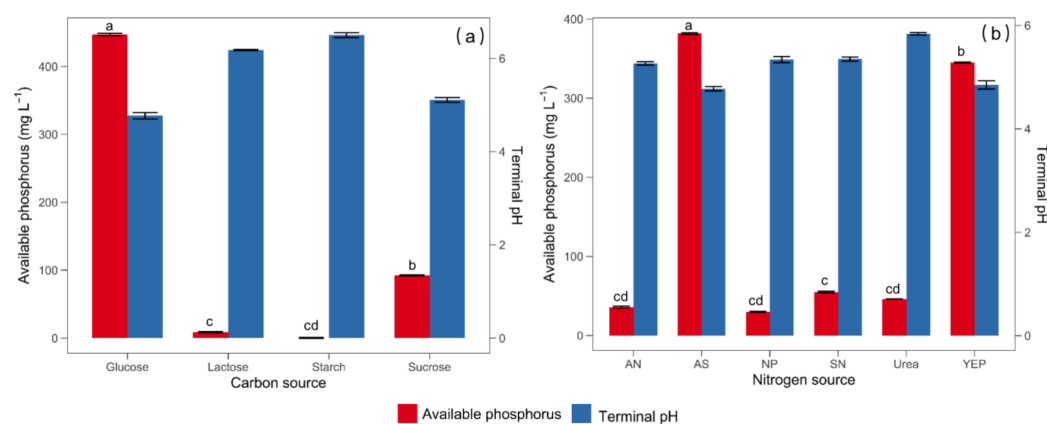 (a)
a
c
cd
b
400
300
200
100
0
6
4
2
0
Available phosphorus (mg L⁻¹)
Terminal pH
Glucose
Lactose
Starch
Sucrose
Carbon source
(b)
cd
a
cd
c
cd
b
400
300
200
100
0
6
4
2
0
Available phosphorus (mg L⁻¹)
Terminal pH
AN
AS
NP
SN
Urea
YEP
Nitrogen source
Available phosphorus
Terminal pH